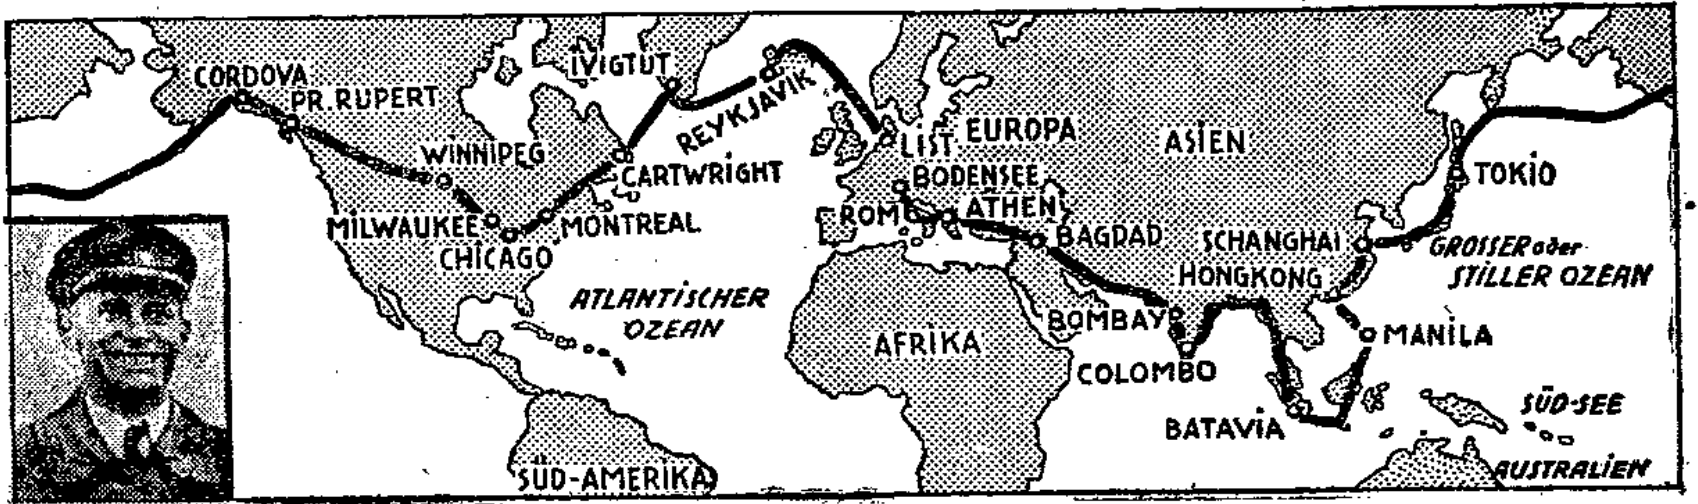 CORDOVA
PR. RUPERT
WINNIPEG
MILWAUKEE
CHICAGO
MONTREAL
CARTWRIGHT
IVIGTUT
REYKJAVIK
LIST
EUROPA
ASIEN
BODENSEE
ROM
ATHEN
BAGDAD
BOMBAY
COLOMBO
BATAVIA
MANILA
HONGKONG
SCHANGHAI
TOKIO
GROSSER oder
STILLER OZEAN
ATLANTISCHER
OZEAN
AFRIKA
SÜD-AMERIKA
SÜD-SEE
AUSTRALIEN